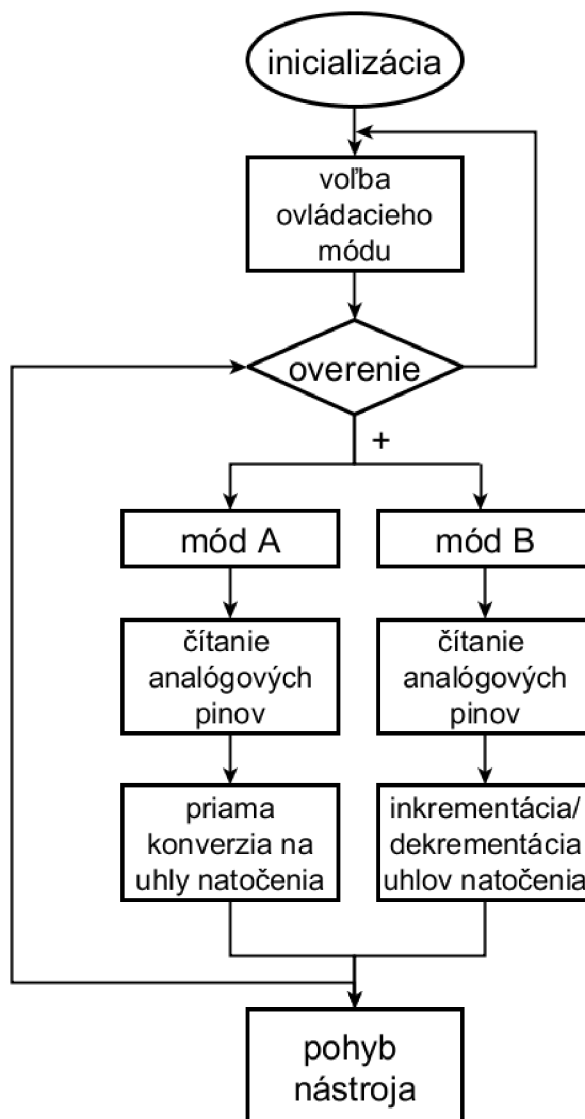 inicializácia
voľba
ovládacieho
módu
overenie
+
mód A
mód B
čítanie
analógových
pinov
čítanie
analógových
pinov
priama
konverzia na
uhly natočenia
inkrementácia/
dekrementácia
uhlov natočenia
pohyb
nástroja